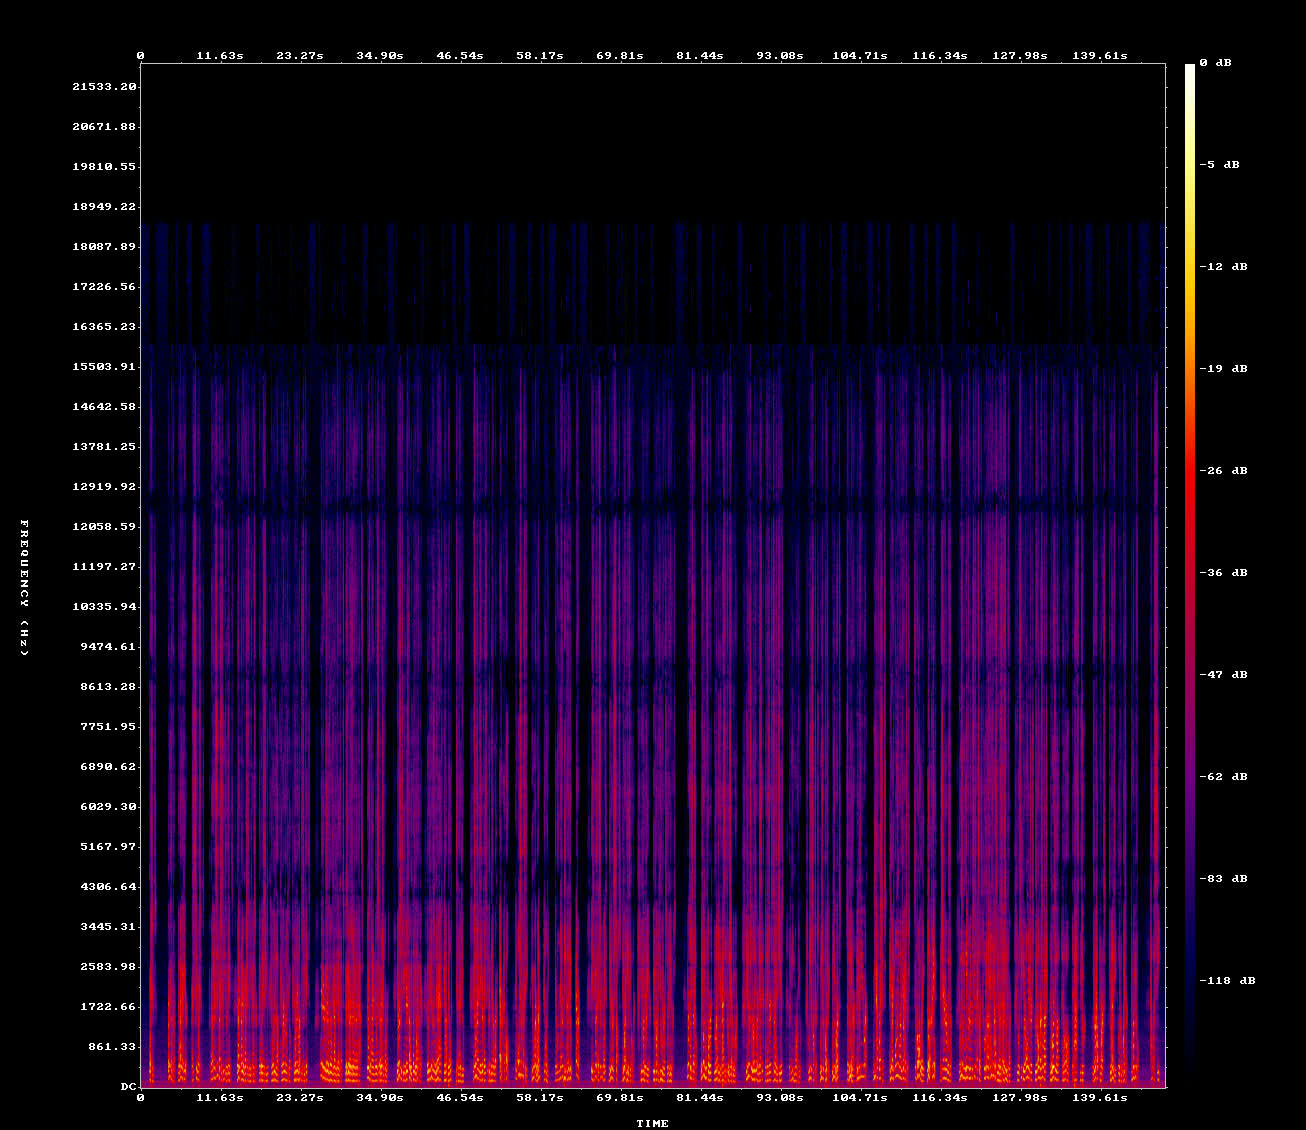 0 11.63s 23.27s 34.90s 46.54s 58.17s 69.81s 81.44s 93.08s 104.71s 116.34s 127.98s 139.61s
0 dB
21533.20
20671.88
19810.55
-5 dB
18949.22
18087.89
-12 dB
17226.56
16365.23
15503.91
-19 dB
14642.58
13781.25
-26 dB
12919.92
12058.59
11197.27
-36 dB
10335.94
9474.61
-47 dB
8613.28
7751.95
6890.62
-62 dB
6029.30
5167.97
4306.64
-83 dB
3445.31
2583.98
-118 dB
1722.66
861.33
DC
FREQUENCY (Hz)
0 11.63s 23.27s 34.90s 46.54s 58.17s 69.81s 81.44s 93.08s 104.71s 116.34s 127.98s 139.61s
TIME